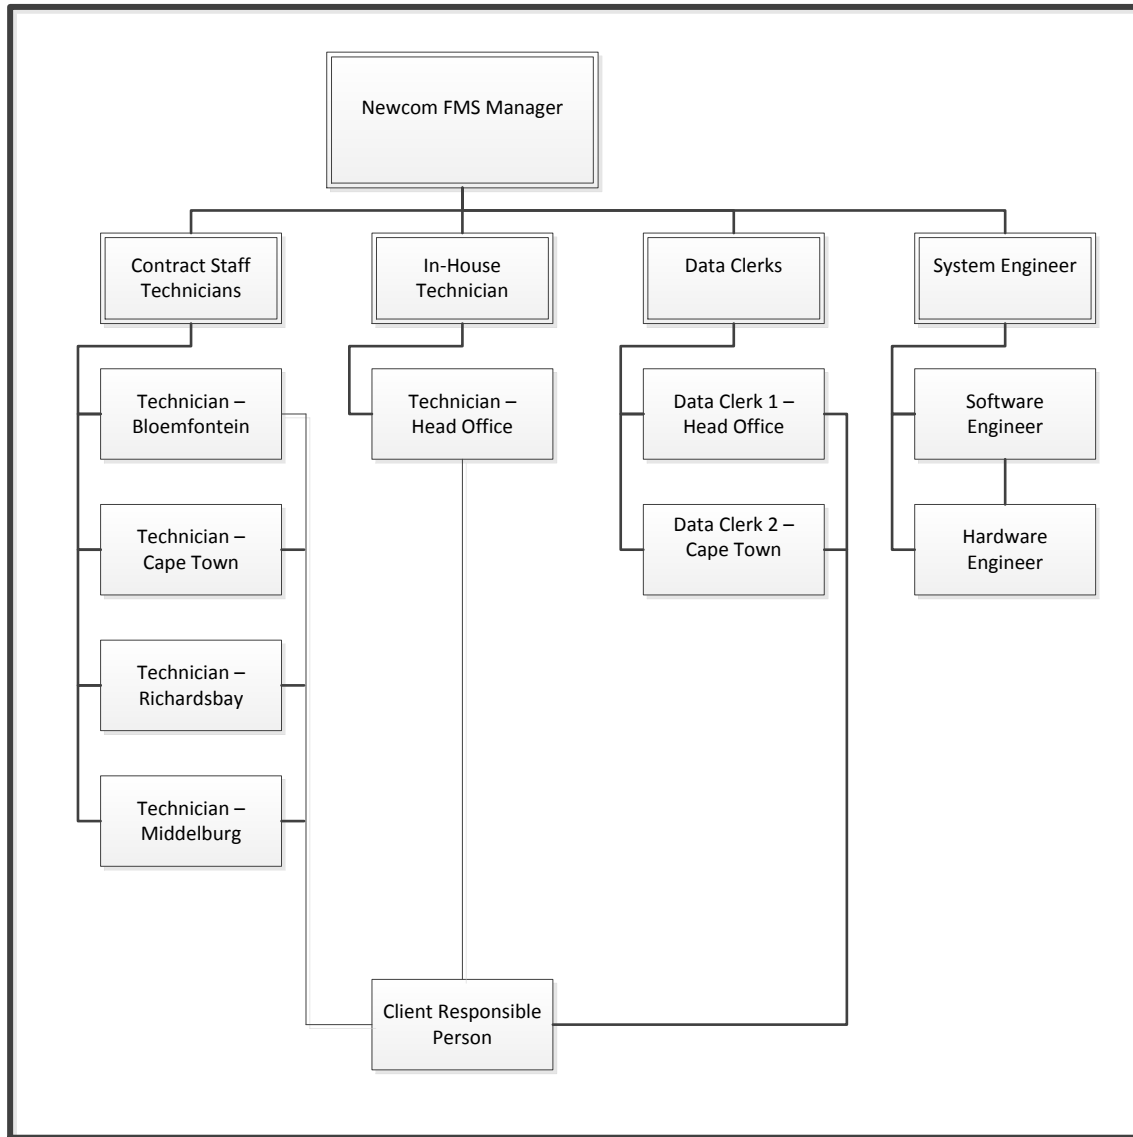 Newcom FMS Manager
Contract Staff
Technicians
In-House
Technician
Data Clerks
System Engineer
Technician –
Bloemfontein
Technician –
Head Office
Data Clerk 1 –
Head Office
Software
Engineer
Technician –
Cape Town
Data Clerk 2 –
Cape Town
Hardware
Engineer
Technician –
Richardsbay
Technician –
Middelburg
Client Responsible
Person